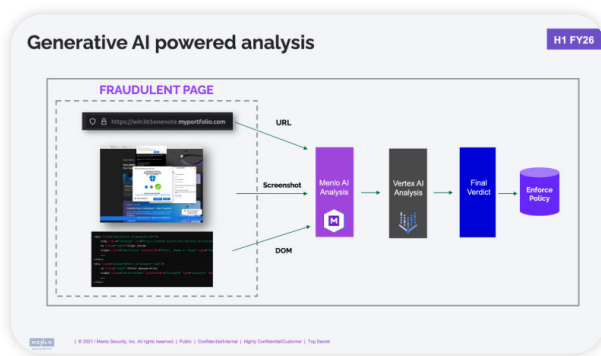 Generative AI powered analysis
H1 FY26
FRAUDULENT PAGE
https://win365onenote.myportfolio.com
URL
Screenshot
DOM
Menlo AI
Analysis
Vertex AI
Analysis
Final
Verdict
Enforce
Policy
| © 2021 Menlo Security, Inc. All rights reserved. | Public | Confidential/Internal | Highly Confidential/Customer | Top Secret